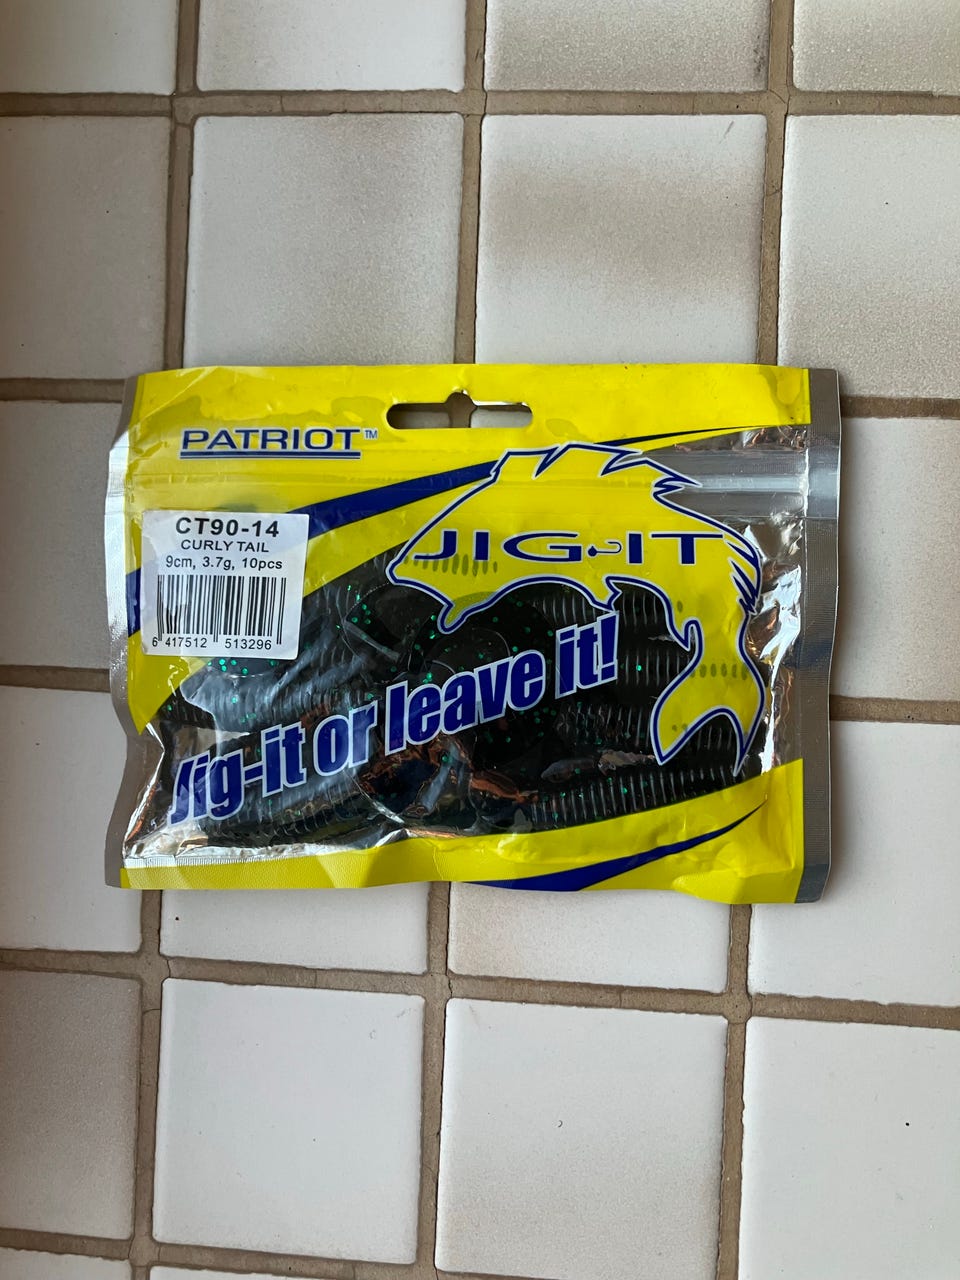 PATRIOT™
JIG-IT
CT90-14
CURLY TAIL
9cm, 3.7g, 10pcs
6 417512 513296
Jig-it or leave it!